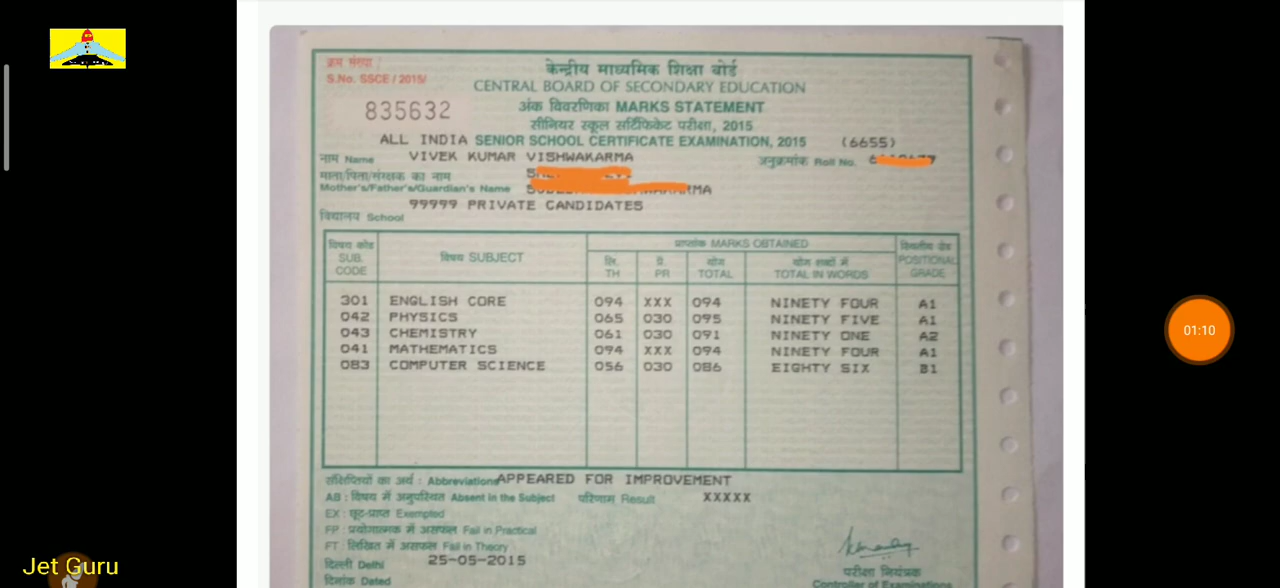 क्रम संख्या /
S.No. SSCE / 2015/
835632
केन्द्रीय माध्यमिक शिक्षा बोर्ड
CENTRAL BOARD OF SECONDARY EDUCATION
अंक विवरणिका MARKS STATEMENT
सीनियर स्कूल सर्टिफिकेट परीक्षा, 2015
ALL INDIA SENIOR SCHOOL CERTIFICATE EXAMINATION, 2015 (6655)
नाम Name VIVEK KUMAR VISHWAKARMA अनुक्रमांक Roll No.
माता/पिता/संरक्षक का नाम
Mother's/Father's/Guardian's Name
99999 PRIVATE CANDIDATES
विद्यालय School
विषय कोड SUB. CODE विषय SUBJECT प्राप्तांक MARKS OBTAINED POSITIONAL GRADE
लि. TH प्रै. PR योग TOTAL योग शब्दों में TOTAL IN WORDS
301 ENGLISH CORE 094 XXX 094 NINETY FOUR A1
042 PHYSICS 065 030 095 NINETY FIVE A1
043 CHEMISTRY 061 030 091 NINETY ONE A2
041 MATHEMATICS 094 XXX 094 NINETY FOUR A1
083 COMPUTER SCIENCE 056 030 086 EIGHTY SIX B1
संक्षिप्तियों का अर्थ : Abbreviations APPEARED FOR IMPROVEMENT
AB : विषय में अनुपस्थित Absent in the Subject परिणाम Result XXXXX
EX : छूट-प्राप्त Exempted
FP : प्रयोगात्मक में असफल Fail in Practical
FT : लिखित में असफल Fail in Theory
दिल्ली Delhi 25-05-2015
दिनांक Dated
परीक्षा नियंत्रक
Controller of Examinations
01:10
Jet Guru